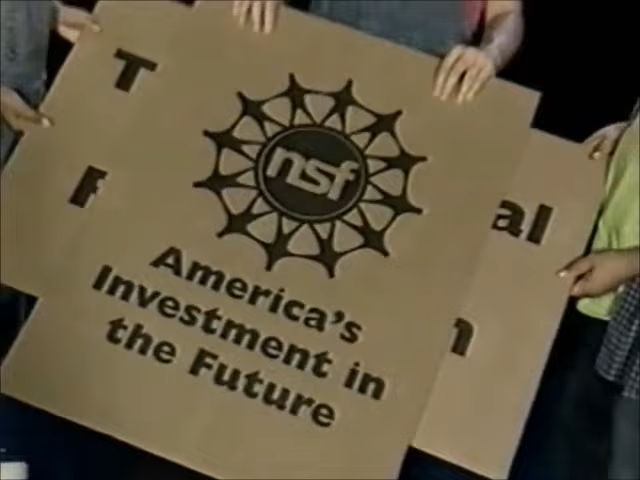 T
F
nsf
America's
Investment in
the Future
al
n